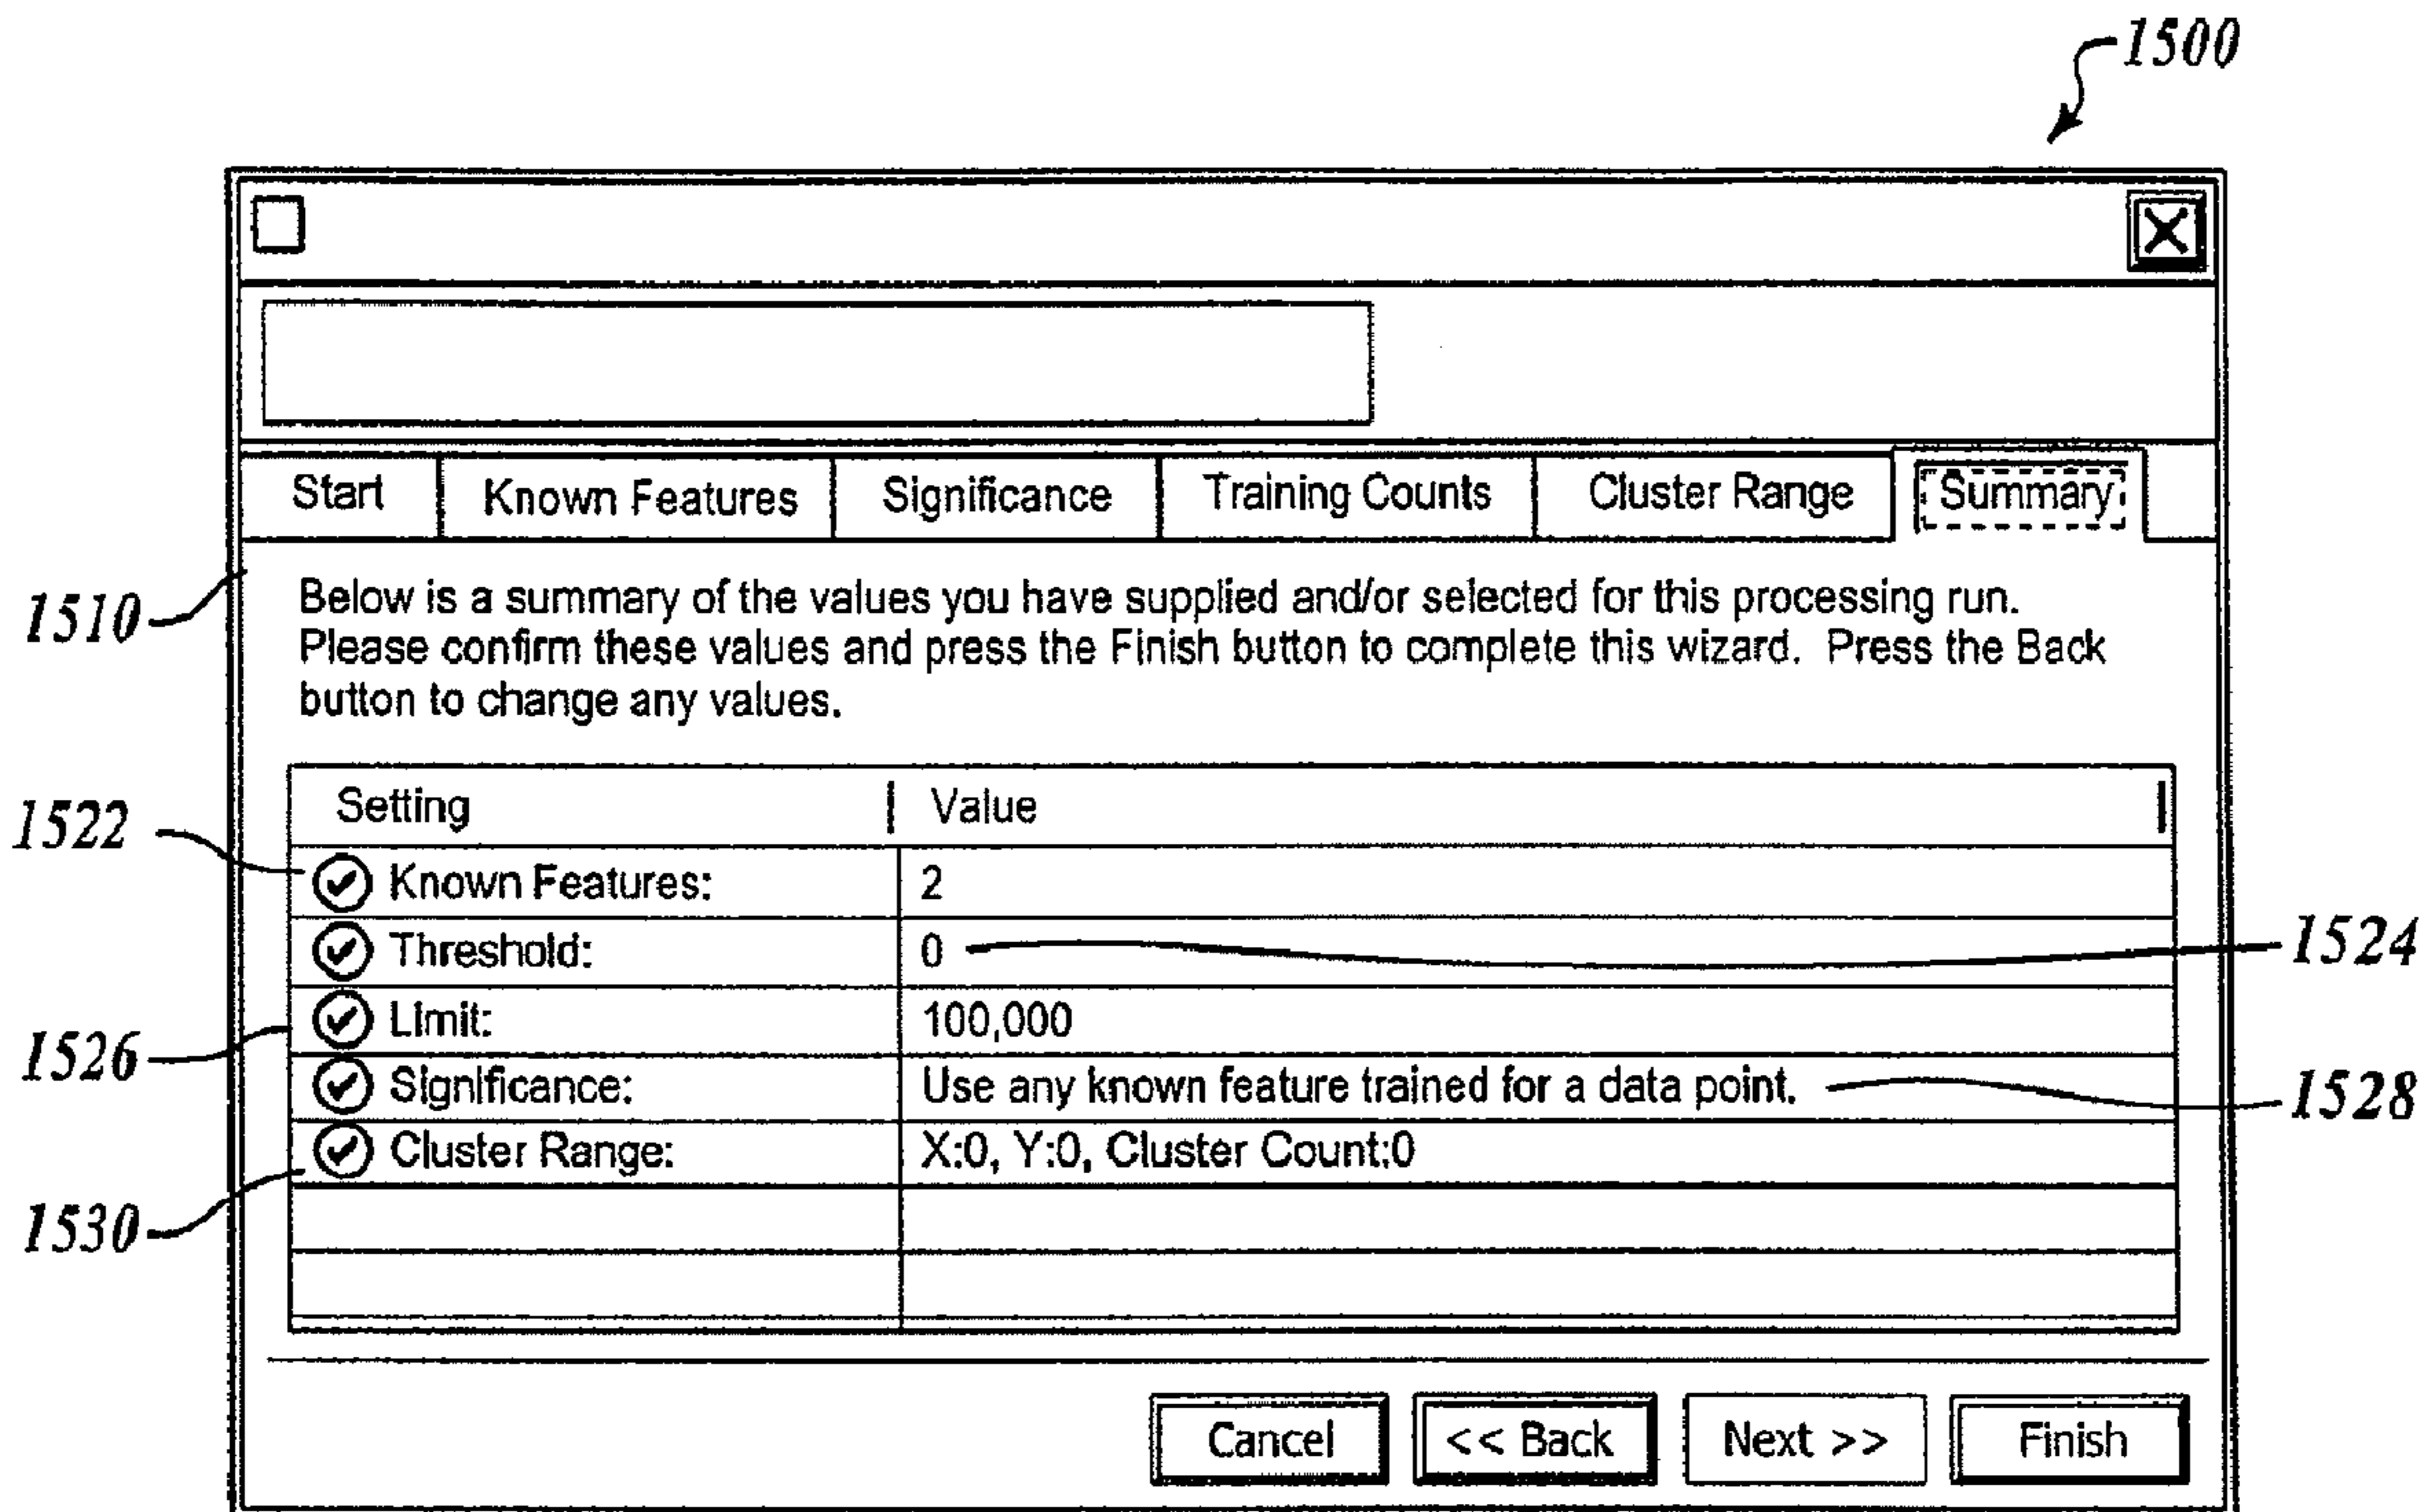 1500
Start Known Features Significance Training Counts Cluster Range Summary
1510
Below is a summary of the values you have supplied and/or selected for this processing run.
Please confirm these values and press the Finish button to complete this wizard. Press the Back
button to change any values.
Setting Value
1522
Known Features: 2
Threshold: 0
1524
Limit: 100,000
1526
Significance: Use any known feature trained for a data point.
1528
Cluster Range: X:0, Y:0, Cluster Count:0
1530
Cancel << Back Next >> Finish